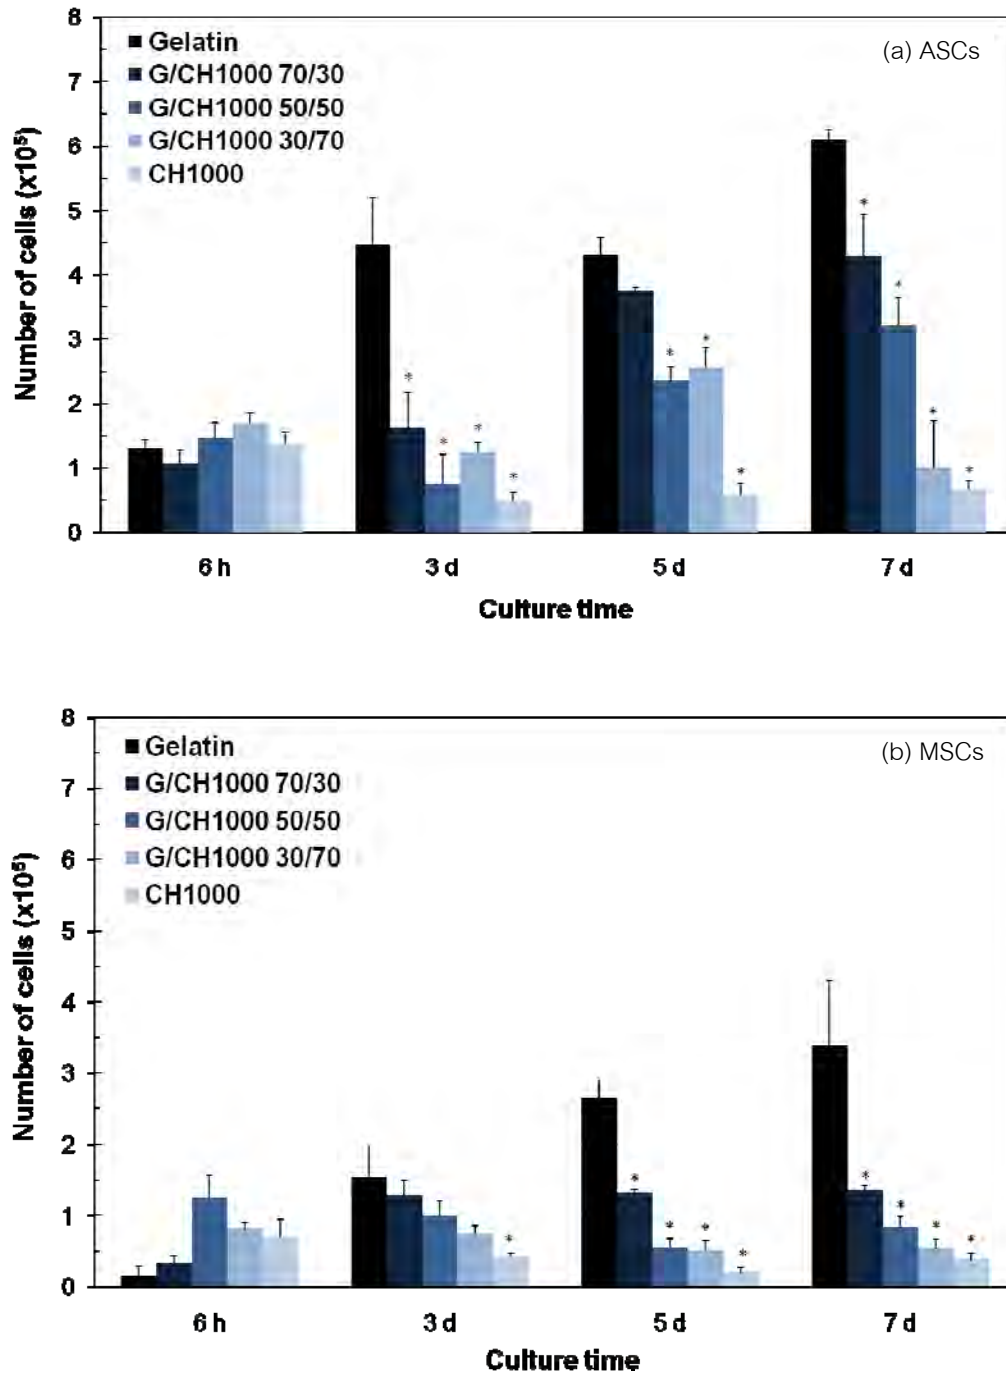 (a) ASCs
Gelatin
G/CH1000 70/30
G/CH1000 50/50
G/CH1000 30/70
CH1000
Number of cells (x10⁵)
8
7
6
5
4
3
2
1
0
* * * * * * * * * * *
6 h 3 d 5 d 7 d
Culture time
(b) MSCs
Gelatin
G/CH1000 70/30
G/CH1000 50/50
G/CH1000 30/70
CH1000
Number of cells (x10⁵)
8
7
6
5
4
3
2
1
0
* * * * * * * * *
6 h 3 d 5 d 7 d
Culture time